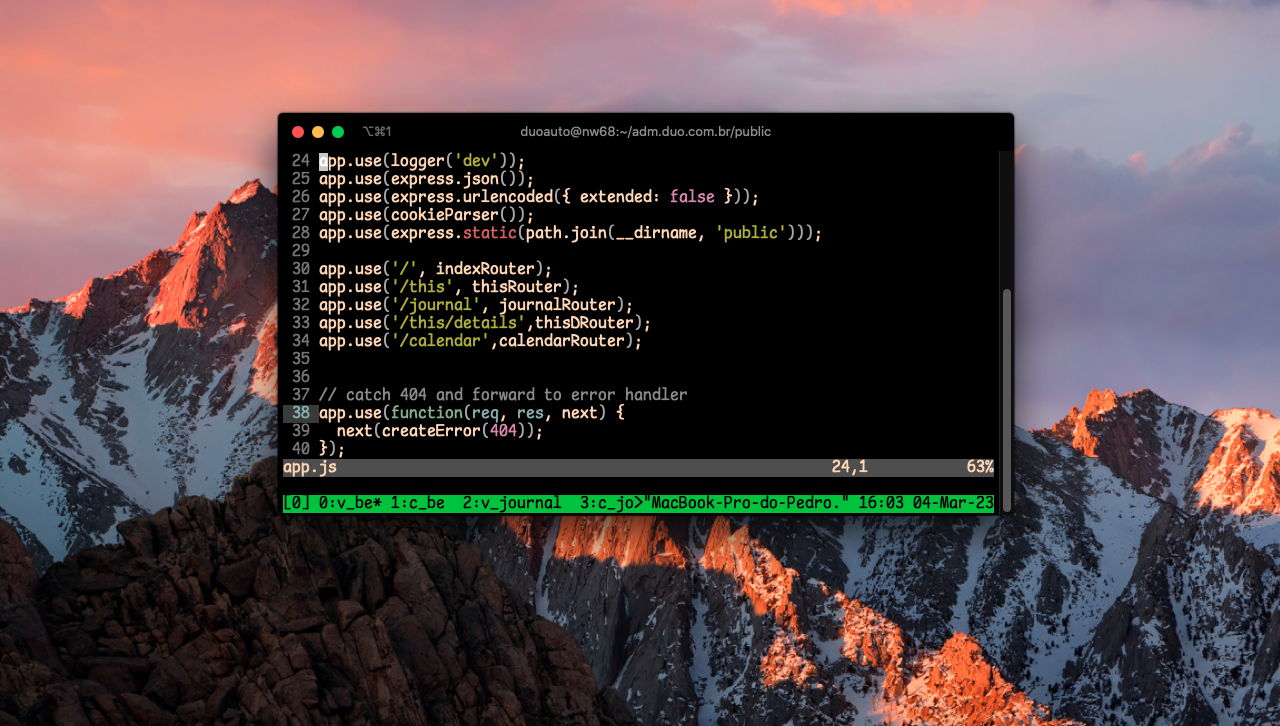 ⌥⌘1 duoauto@nw68:~/adm.duo.com.br/public
24 app.use(logger('dev'));
25 app.use(express.json());
26 app.use(express.urlencoded({ extended: false }));
27 app.use(cookieParser());
28 app.use(express.static(path.join(__dirname, 'public')));
29
30 app.use('/', indexRouter);
31 app.use('/this', thisRouter);
32 app.use('/journal', journalRouter);
33 app.use('/this/details',thisDRouter);
34 app.use('/calendar',calendarRouter);
35
36
37 // catch 404 and forward to error handler
38 app.use(function(req, res, next) {
39   next(createError(404));
40 });
app.js 24,1 63%
[0] 0:v_be* 1:c_be  2:v_journal  3:c_jo>"MacBook-Pro-do-Pedro." 16:03 04-Mar-23